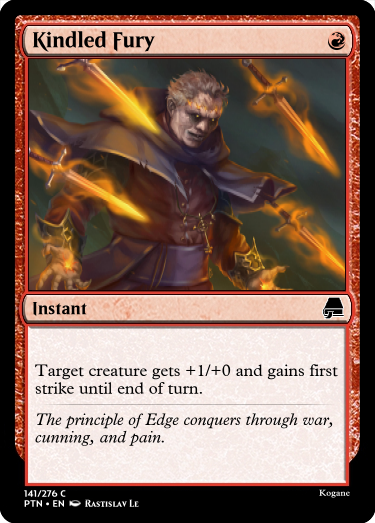 Kindled Fury
Instant
Target creature gets +1/+0 and gains first
strike until end of turn.
The principle of Edge conquers through war,
cunning, and pain.
141/276 C
Kogane
PTN • EN Rastislav Le